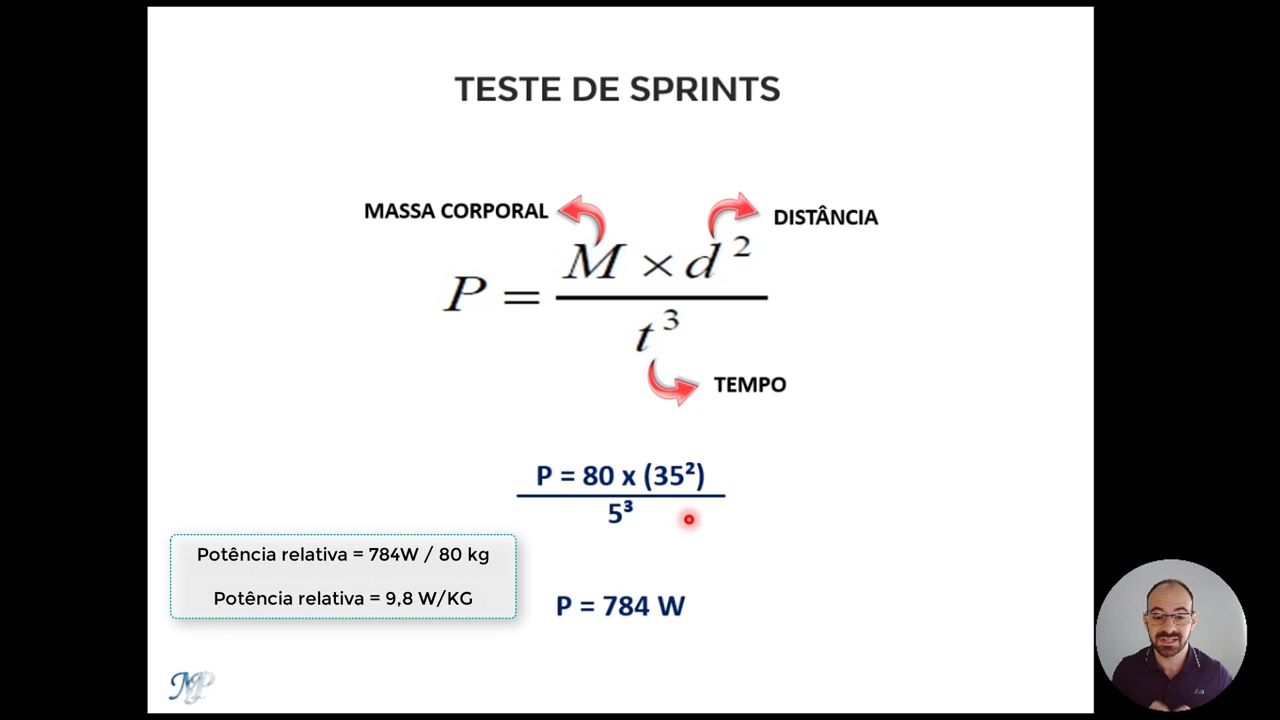 TESTE DE SPRINTS
MASSA CORPORAL
DISTÂNCIA
P = M × d² / t³
TEMPO
P = 80 x (35²)
5³
Potência relativa = 784W / 80 kg
Potência relativa = 9,8 W/KG
P = 784 W
MP